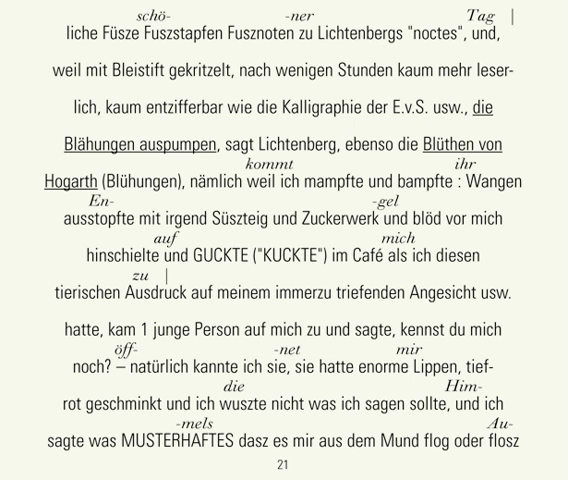 schö- -ner Tag |
liche Füsze Fuszstapfen Fusznoten zu Lichtenbergs "noctes", und,
weil mit Bleistift gekritzelt, nach wenigen Stunden kaum mehr leser-
lich, kaum entzifferbar wie die Kalligraphie der E.v.S. usw., die
Blähungen auspumpen, sagt Lichtenberg, ebenso die Blüthen von
kommt ihr
Hogarth (Blühungen), nämlich weil ich mampfte und bampfte : Wangen
En- -gel
ausstopfte mit irgend Süszteig und Zuckerwerk und blöd vor mich
auf mich
hinschielte und GUCKTE ("KUCKTE") im Café als ich diesen
zu |
tierischen Ausdruck auf meinem immerzu triefenden Angesicht usw.
hatte, kam 1 junge Person auf mich zu und sagte, kennst du mich
öff- -net mir
noch? – natürlich kannte ich sie, sie hatte enorme Lippen, tief-
die Him-
rot geschminkt und ich wuszte nicht was ich sagen sollte, und ich
-mels Au-
sagte was MUSTERHAFTES dasz es mir aus dem Mund flog oder flosz
21